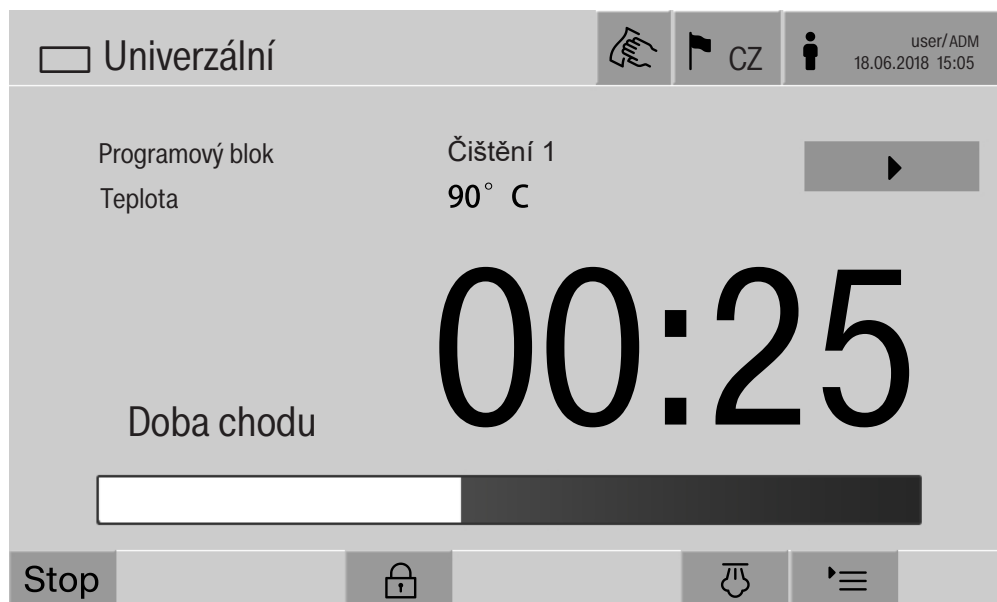 Univerzální
CZ
user/ADM
18.06.2018 15:05
Programový blok Čištění 1
Teplota 90° C
00:25
Doba chodu
Stop